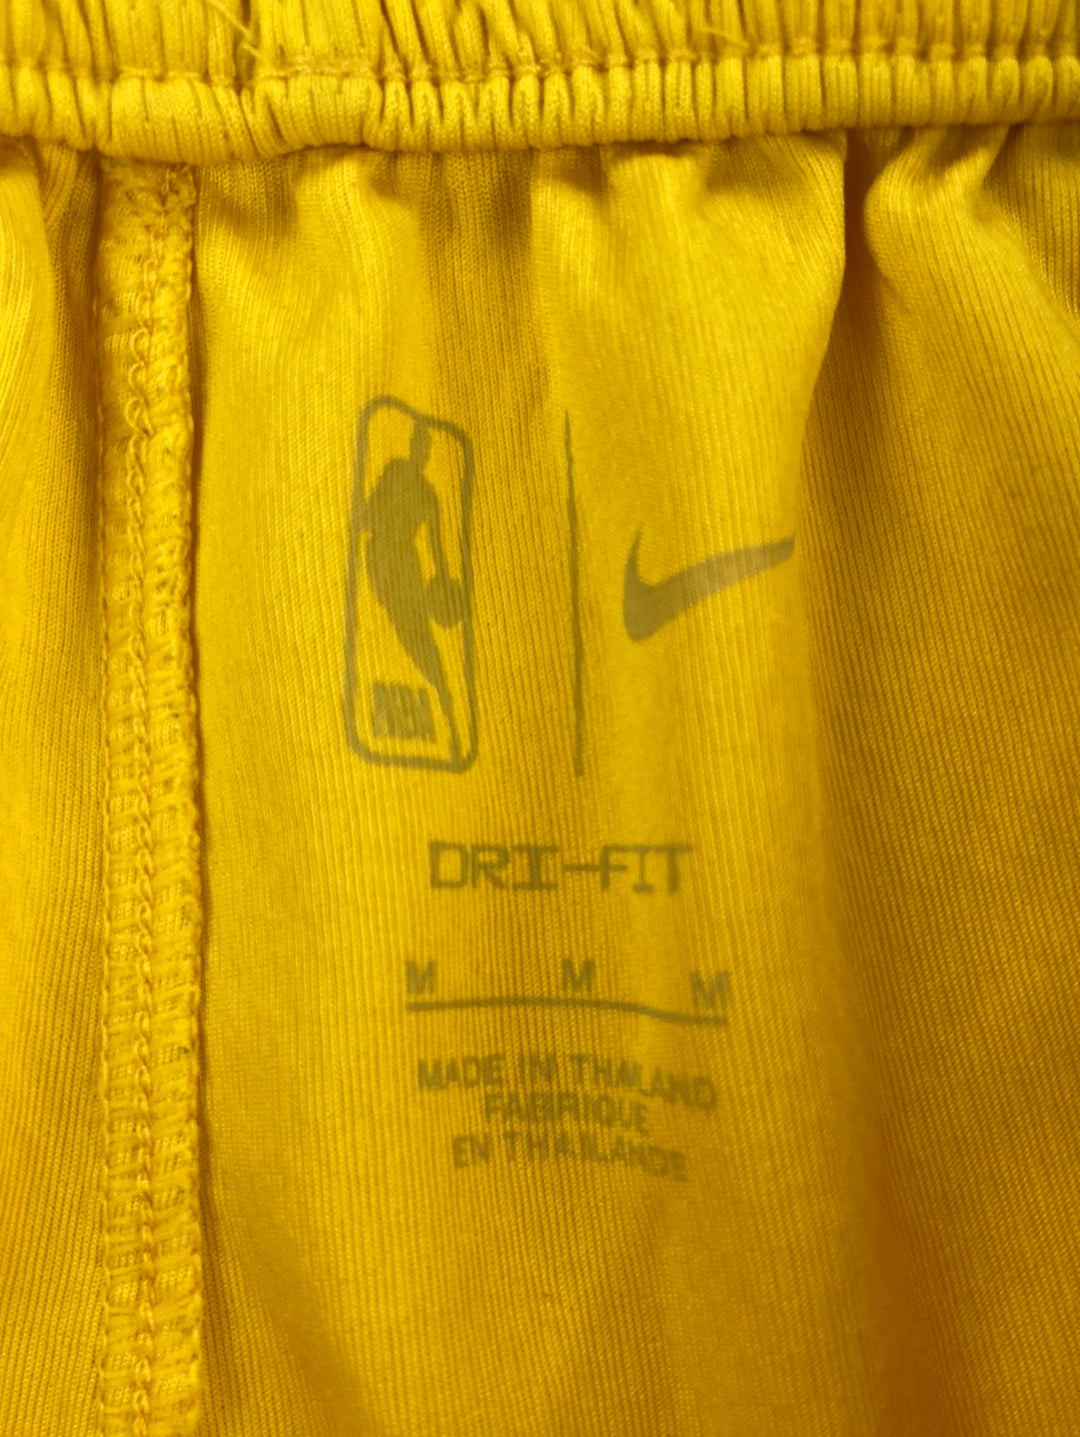 NBA
DRI-FIT
M M M
MADE IN THAILAND
FABRIQUE
EN THAILANDE